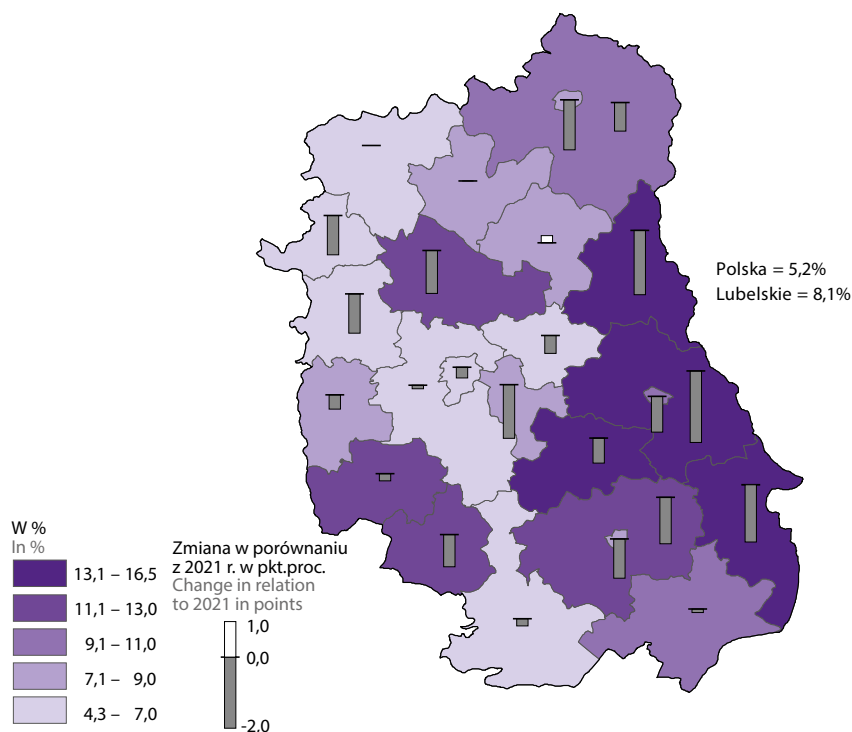 Polska = 5,2%
Lubelskie = 8,1%
W %
In %
13,1 – 16,5
11,1 – 13,0
9,1 – 11,0
7,1 – 9,0
4,3 – 7,0
Zmiana w porównaniu
z 2021 r. w pkt.proc.
Change in relation
to 2021 in points
1,0
0,0
-2,0